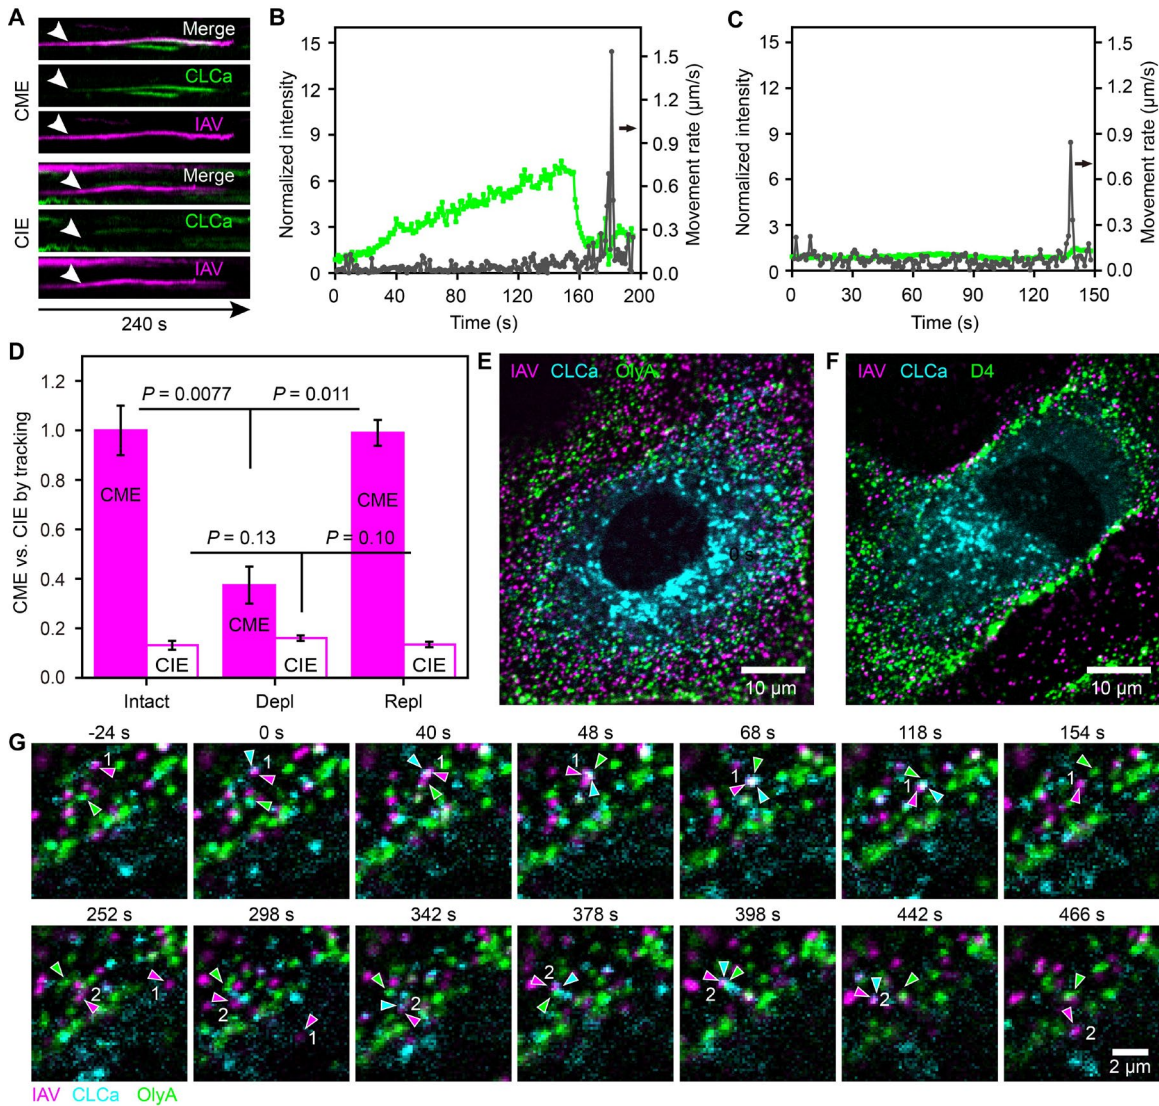 A
Merge
CLCa
IAV
CME
Merge
CLCa
IAV
CIE
240 s
B
Normalized intensity
15
12
9
6
3
0
0 40 80 120 160 200
Time (s)
1.5
1.2
0.9
0.6
0.3
0.0
Movement rate (μm/s)
C
Normalized intensity
15
12
9
6
3
0
0 30 60 90 120 150
Time (s)
1.5
1.2
0.9
0.6
0.3
0.0
Movement rate (μm/s)
D
CME vs. CIE by tracking
1.2
1.0
0.8
0.6
0.4
0.2
0.0
P = 0.0077 P = 0.011
P = 0.13 P = 0.10
CME CIE CME CIE CME CIE
Intact Depl Repl
E
IAV CLCa OlyA
0 s
10 μm
F
IAV CLCa D4
10 μm
G
-24 s 0 s 40 s 48 s 68 s 118 s 154 s
1 1 1 1 1 1 1
252 s 298 s 342 s 378 s 398 s 442 s 466 s
2 1 2 1 2 2 2 2 2
2 μm
IAV CLCa OlyA